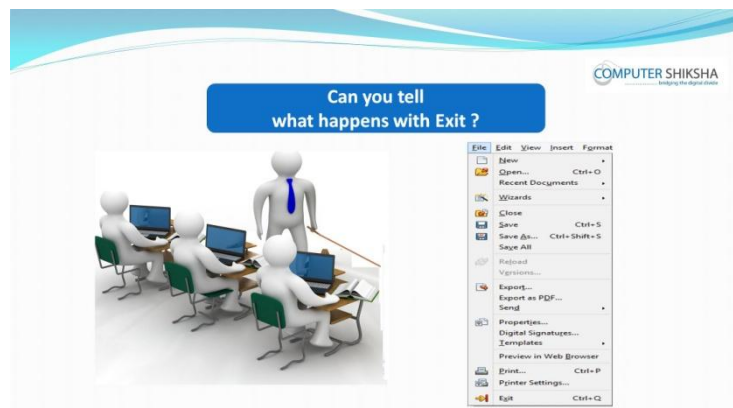 COMPUTER SHIKSHA
bridging the digital divide
Can you tell
what happens with Exit ?
File Edit View Insert Format
New
Open... Ctrl+O
Recent Documents
Wizards
Close
Save Ctrl+S
Save As... Ctrl+Shift+S
Save All
Reload
Versions...
Export...
Export as PDF...
Send
Properties...
Digital Signatures...
Templates
Preview in Web Browser
Print... Ctrl+P
Printer Settings...
Exit Ctrl+Q